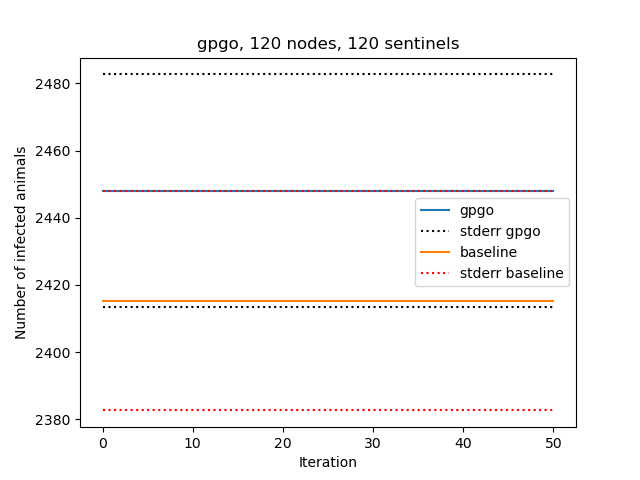 gpgo, 120 nodes, 120 sentinels
2480
2460
2440
2420
2400
2380
Number of infected animals
gpgo
stderr gpgo
baseline
stderr baseline
0 10 20 30 40 50
Iteration